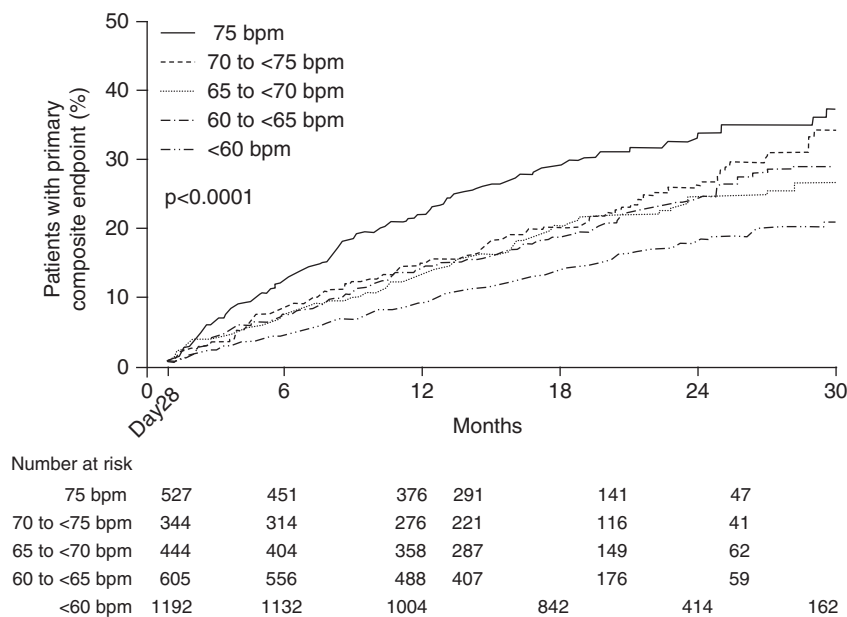 50
40
30
20
10
0
Patients with primary
composite endpoint (%)
75 bpm
70 to <75 bpm
65 to <70 bpm
60 to <65 bpm
<60 bpm
p<0.0001
0 Day28 6 12 18 24 30
Months
Number at risk
75 bpm 527 451 376 291 141 47
70 to <75 bpm 344 314 276 221 116 41
65 to <70 bpm 444 404 358 287 149 62
60 to <65 bpm 605 556 488 407 176 59
<60 bpm 1192 1132 1004 842 414 162